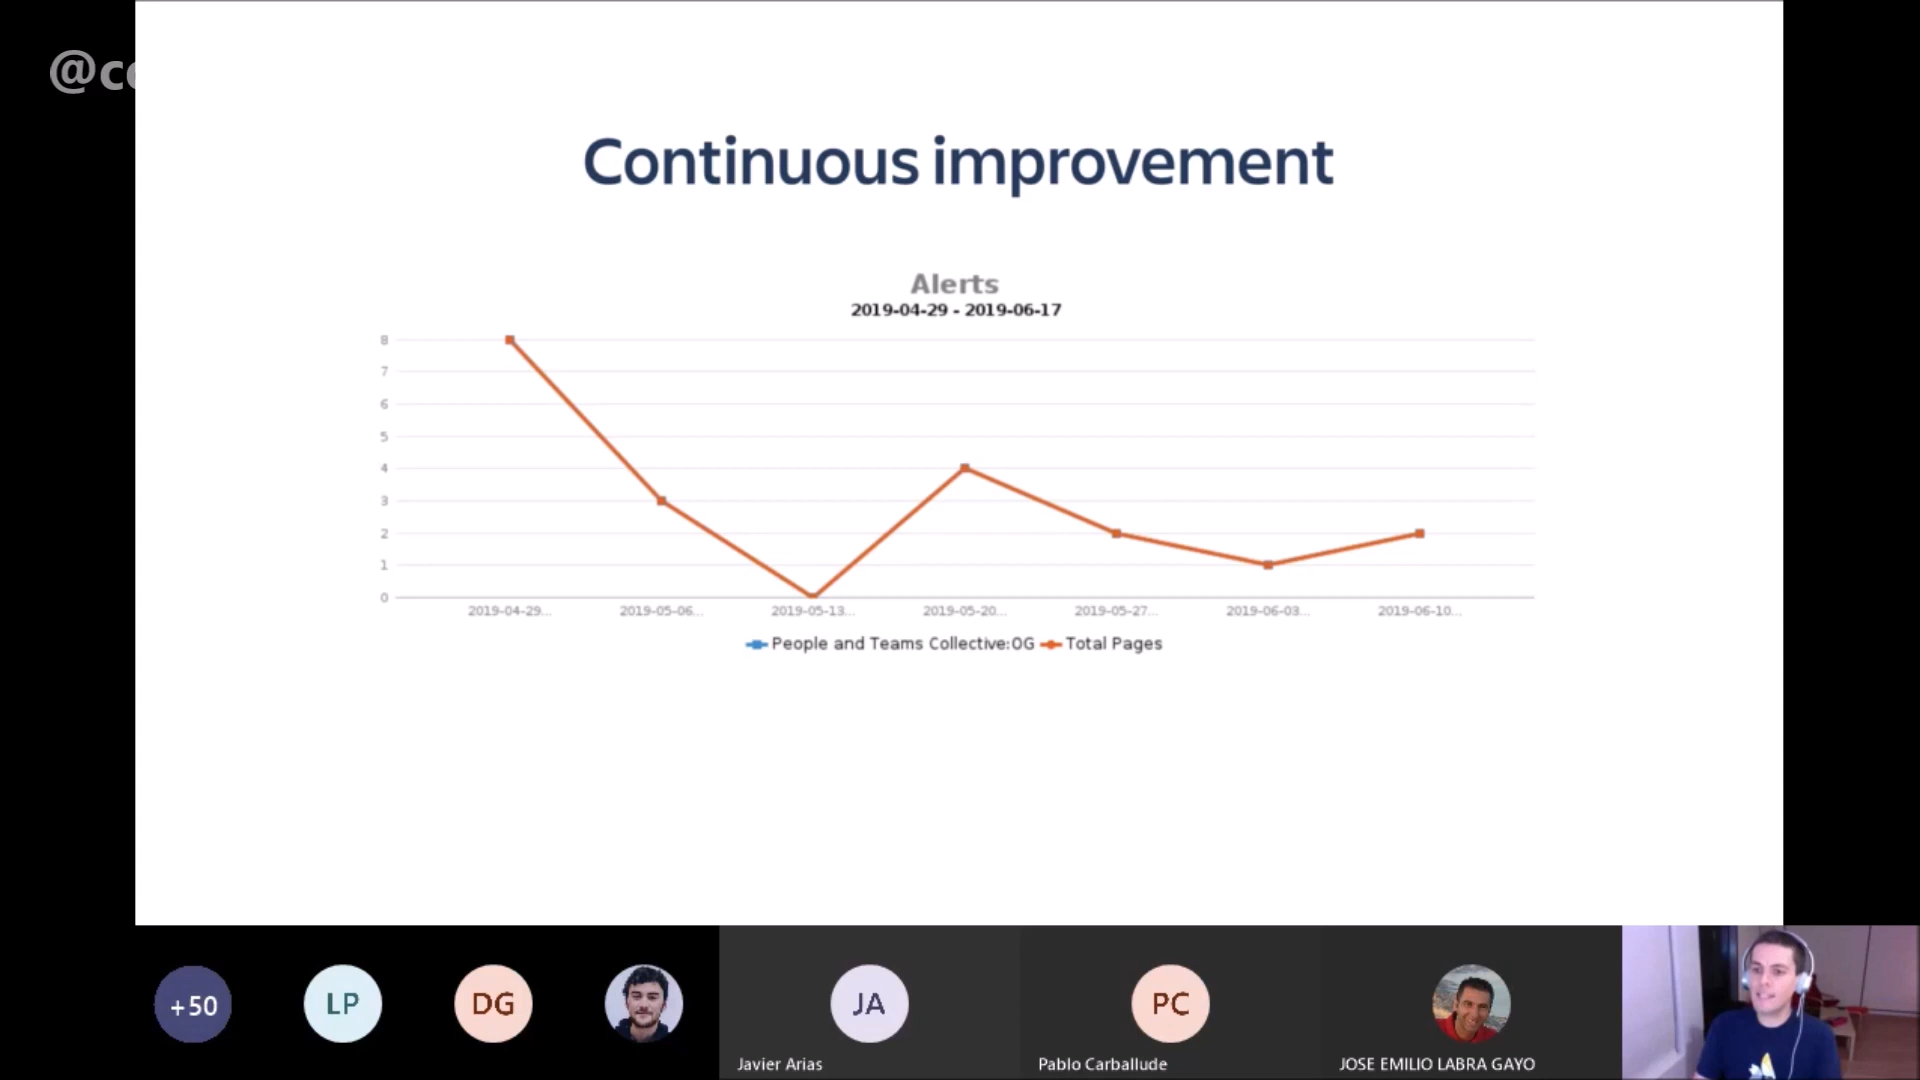 @co
Continuous improvement
Alerts
2019-04-29 - 2019-06-17
8
7
6
5
4
3
2
1
0
2019-04-29... 2019-05-06... 2019-05-13... 2019-05-20... 2019-05-27... 2019-06-03... 2019-06-10...
People and Teams Collective:OG Total Pages
+50 LP DG JA PC
Javier Arias Pablo Carballude JOSE EMILIO LABRA GAYO